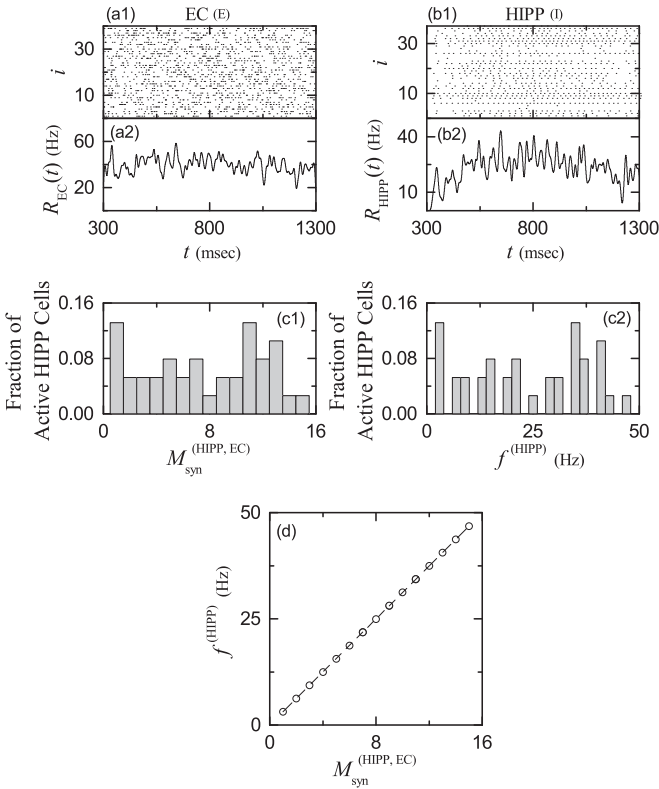 (a1) EC (E)
30
10
i
(a2)
60
20
R_EC(t) (Hz)
300 800 1300
t (msec)
(b1) HIPP (I)
30
10
i
(b2)
40
10
R_HIPP(t) (Hz)
300 800 1300
t (msec)
(c1)
0.16
0.08
0.00
Fraction of
Active HIPP Cells
0 8 16
M_syn^(HIPP, EC)
(c2)
0.16
0.08
0.00
Fraction of
Active HIPP Cells
0 25 50
f^(HIPP) (Hz)
(d)
50
25
0
f^(HIPP) (Hz)
0 8 16
M_syn^(HIPP, EC)